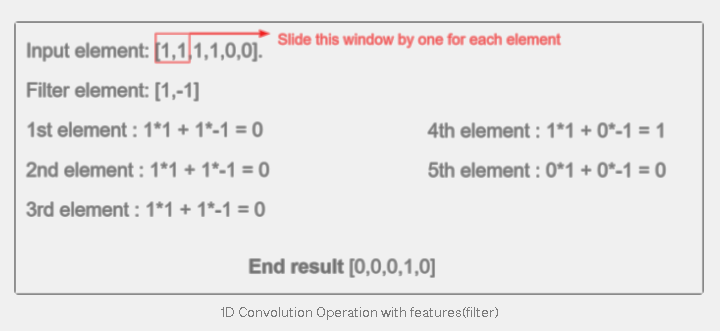 Input element: [1,1,1,1,0,0].
Slide this window by one for each element
Filter element: [1,-1]
1st element : 1*1 + 1*-1 = 0
2nd element : 1*1 + 1*-1 = 0
3rd element : 1*1 + 1*-1 = 0
4th element : 1*1 + 0*-1 = 1
5th element : 0*1 + 0*-1 = 0
End result [0,0,0,1,0]
1D Convolution Operation with features(filter)